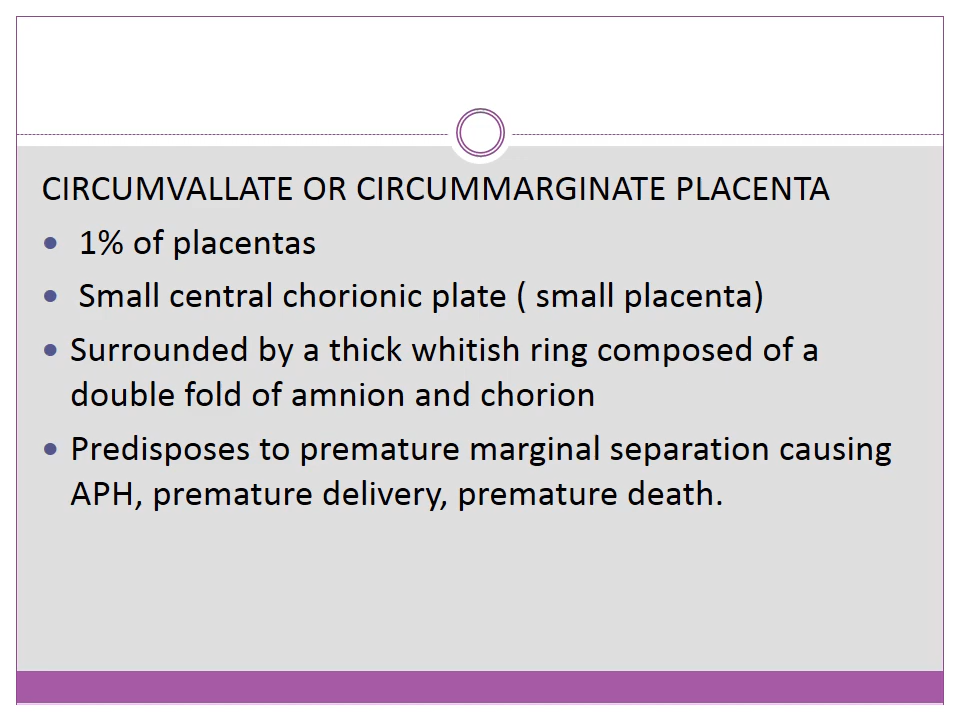 CIRCUMVALLATE OR CIRCUMMARGINATE PLACENTA
• 1% of placentas
• Small central chorionic plate ( small placenta)
• Surrounded by a thick whitish ring composed of a
double fold of amnion and chorion
• Predisposes to premature marginal separation causing
APH, premature delivery, premature death.